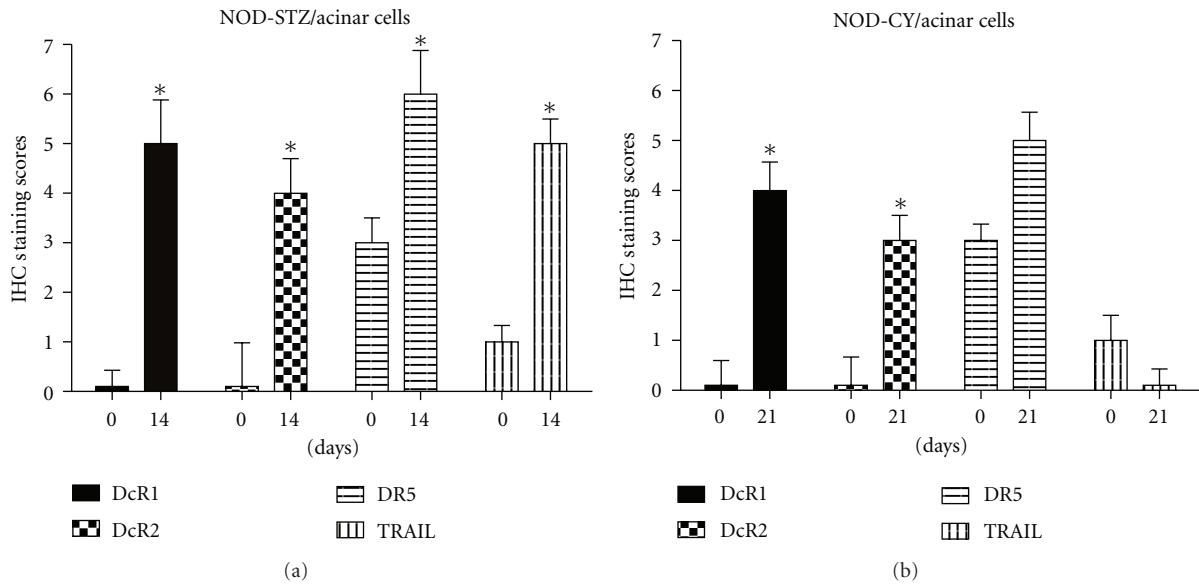 NOD-STZ/acinar cells
7
6
5
4
3
2
1
0
IHC staining scores
* * * *
0 14 0 14 0 14 0 14
(days)
DcR1 DR5
DcR2 TRAIL
(a)
NOD-CY/acinar cells
7
6
5
4
3
2
1
0
IHC staining scores
* *
0 21 0 21 0 21 0 21
(days)
DcR1 DR5
DcR2 TRAIL
(b)